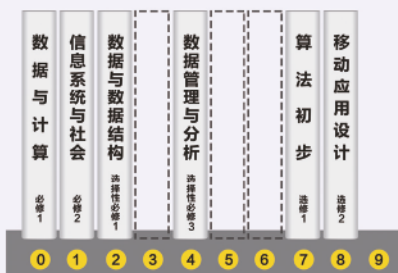 数据与计算
必修1
信息系统与社会
必修2
数据与数据结构
选择性必修1
数据管理与分析
选择性必修3
算法初步
选修1
移动应用设计
选修2
0 1 2 3 4 5 6 7 8 9